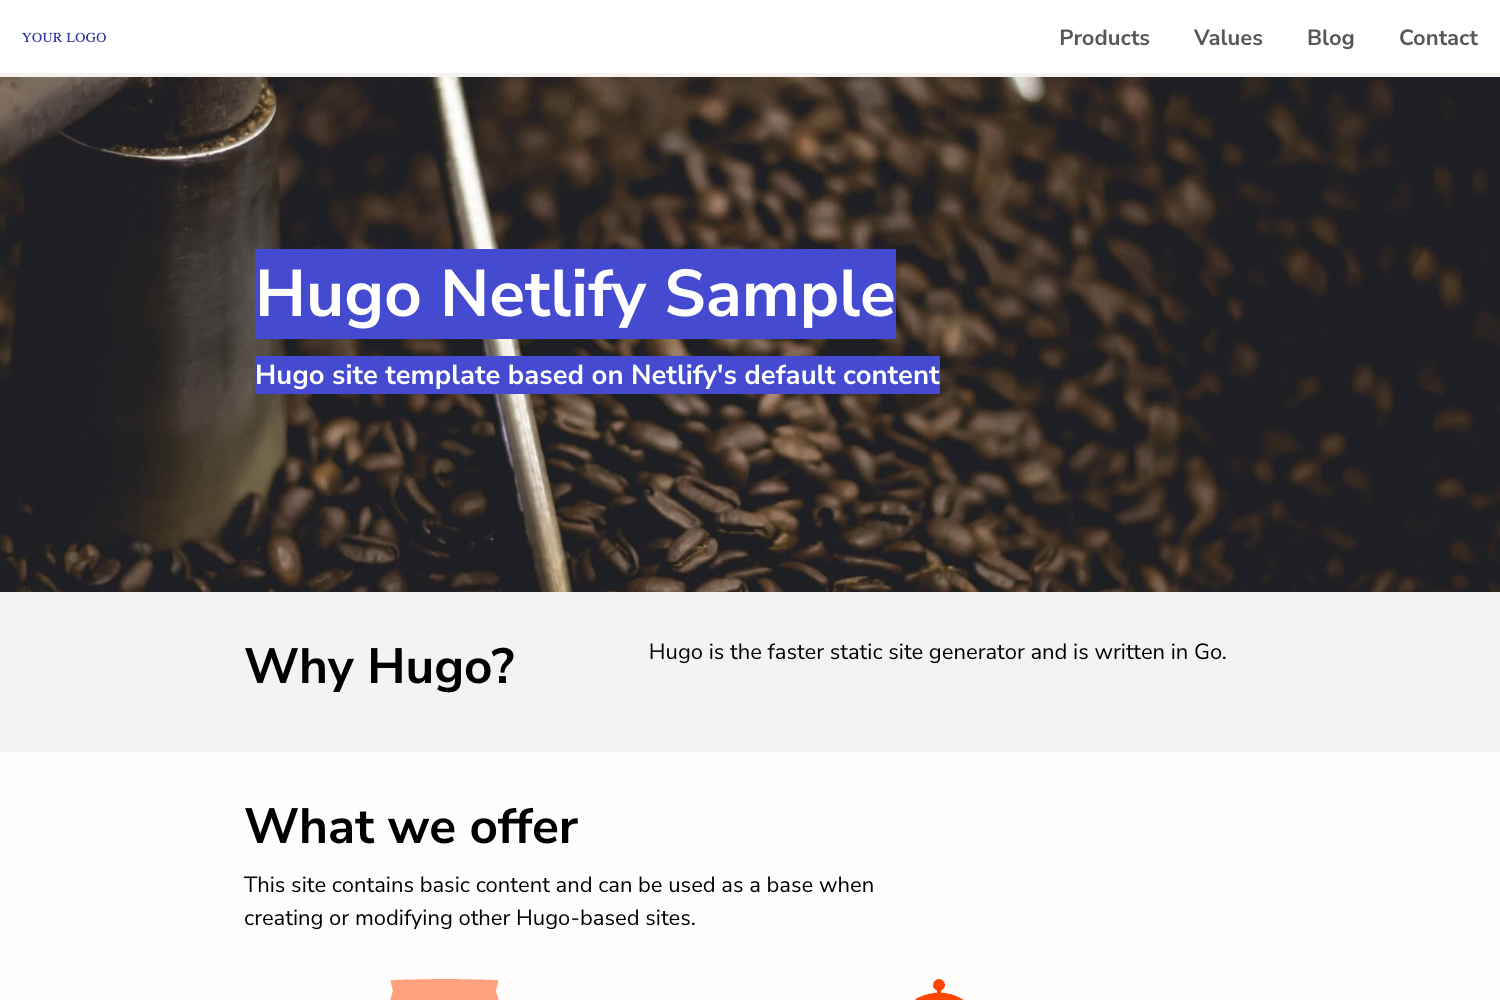 YOUR LOGO
Products
Values
Blog
Contact
Hugo Netlify Sample
Hugo site template based on Netlify's default content
Why Hugo?
Hugo is the faster static site generator and is written in Go.
What we offer
This site contains basic content and can be used as a base when
creating or modifying other Hugo-based sites.